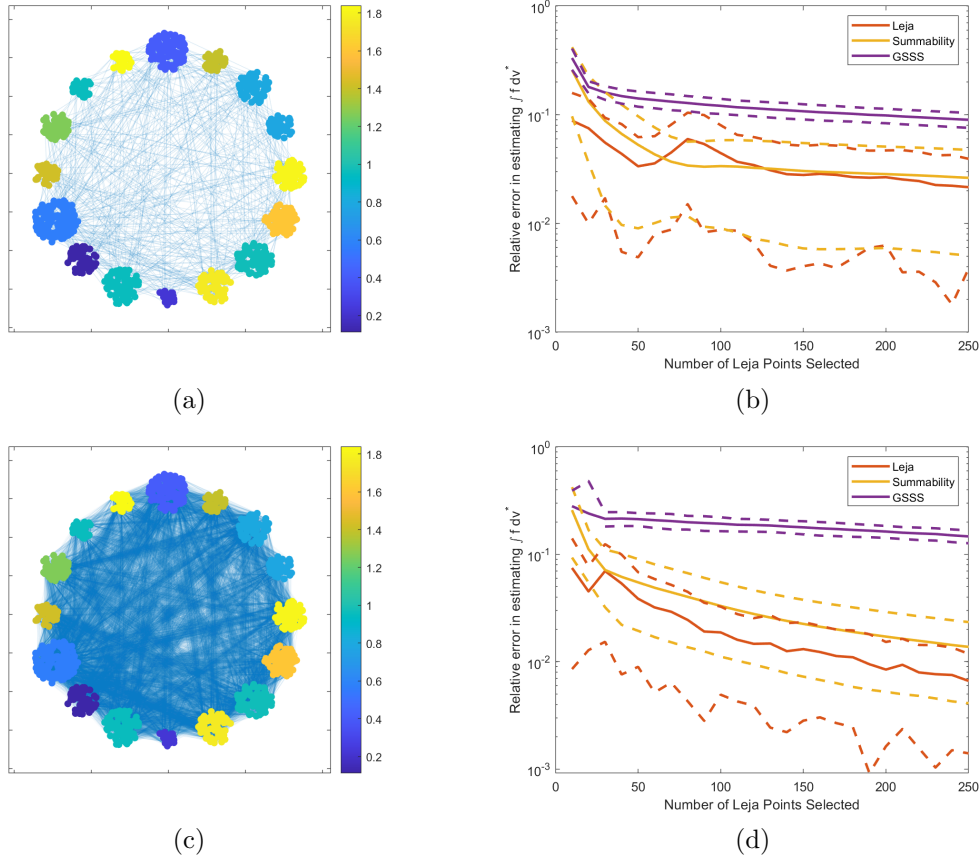 1.8
1.6
1.4
1.2
1
0.8
0.6
0.4
0.2
(a)
Relative error in estimating ∫ f dν*
10^0
10^-1
10^-2
10^-3
Leja
Summability
GSSS
0 50 100 150 200 250
Number of Leja Points Selected
(b)
1.8
1.6
1.4
1.2
1
0.8
0.6
0.4
0.2
(c)
Relative error in estimating ∫ f dν*
10^0
10^-1
10^-2
10^-3
Leja
Summability
GSSS
0 50 100 150 200 250
Number of Leja Points Selected
(d)